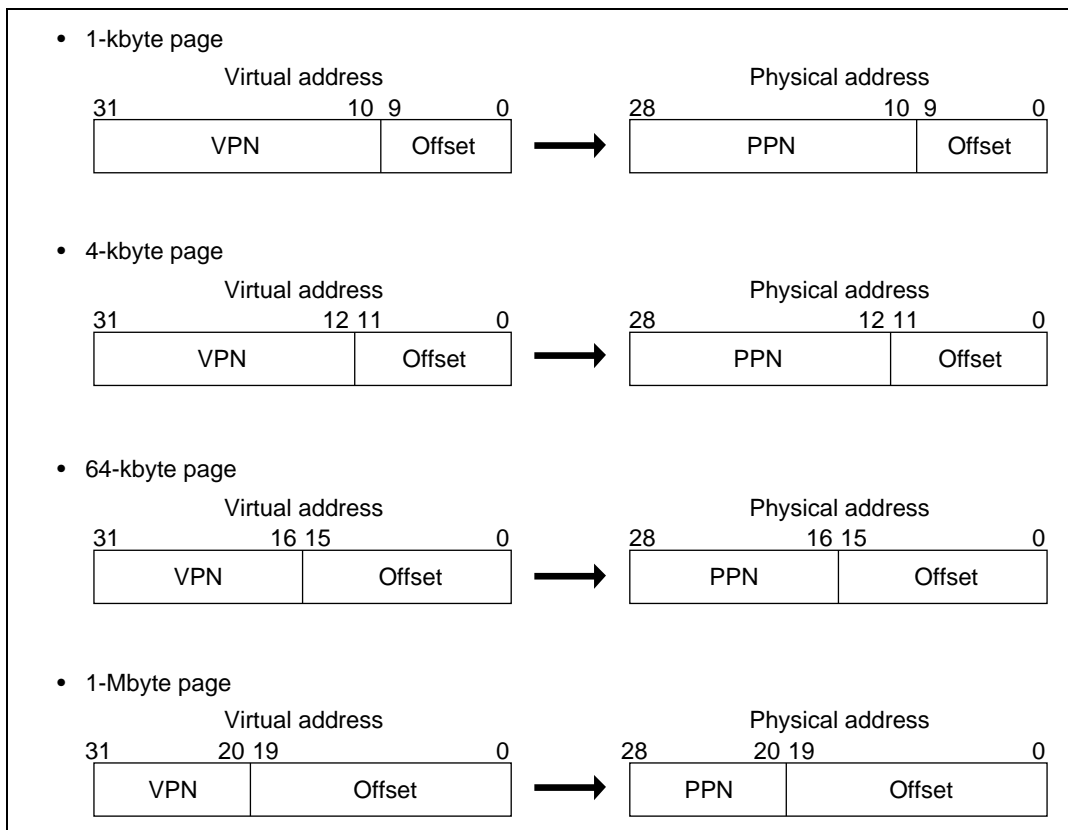 • 1-kbyte page
Virtual address Physical address
31 10 9 0 28 10 9 0
VPN Offset PPN Offset
• 4-kbyte page
Virtual address Physical address
31 12 11 0 28 12 11 0
VPN Offset PPN Offset
• 64-kbyte page
Virtual address Physical address
31 16 15 0 28 16 15 0
VPN Offset PPN Offset
• 1-Mbyte page
Virtual address Physical address
31 20 19 0 28 20 19 0
VPN Offset PPN Offset